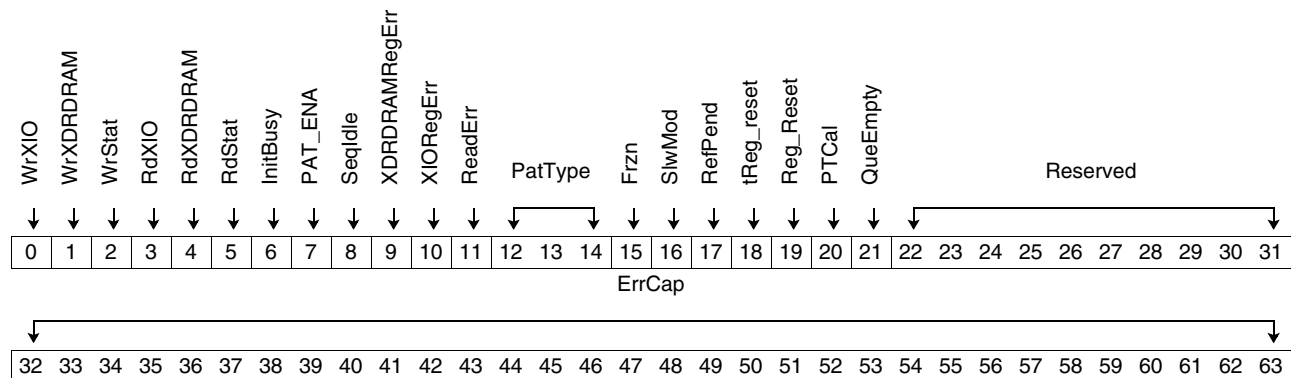 WrXIO
WrXDRDRAM
WrStat
RdXIO
RdXDRDRAM
RdStat
InitBusy
PAT_ENA
SeqIdle
XDRDRAMRegErr
XIORegErr
ReadErr
PatType
Frzn
SlwMod
RefPend
tReg_reset
Reg_Reset
PTCal
QueEmpty
Reserved
0 1 2 3 4 5 6 7 8 9 10 11 12 13 14 15 16 17 18 19 20 21 22 23 24 25 26 27 28 29 30 31
ErrCap
32 33 34 35 36 37 38 39 40 41 42 43 44 45 46 47 48 49 50 51 52 53 54 55 56 57 58 59 60 61 62 63